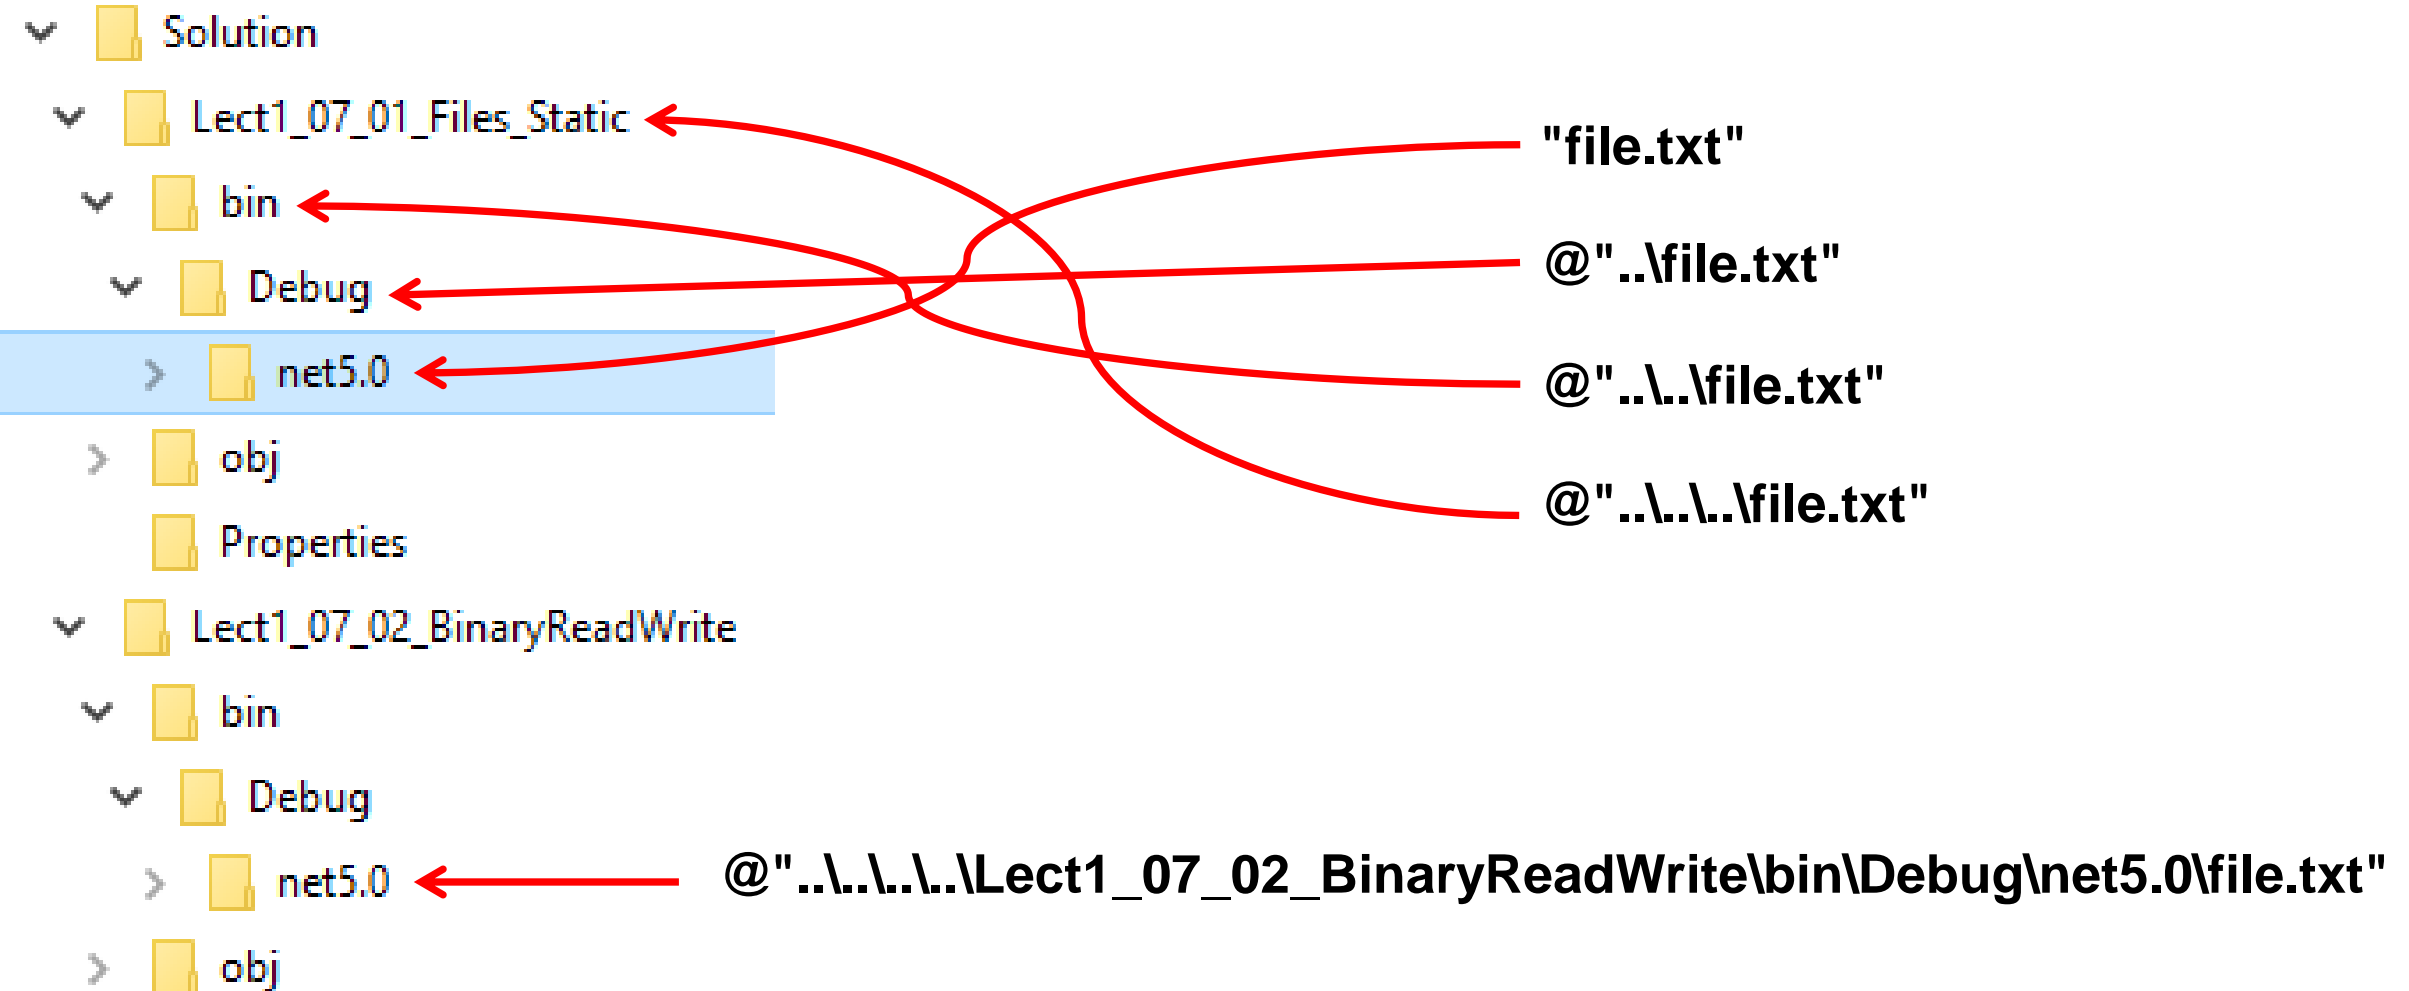 Solution
Lect1_07_01_Files_Static
"file.txt"
bin
@"..\file.txt"
Debug
net5.0
@"..\..\file.txt"
obj
@"..\..\..\file.txt"
Properties
Lect1_07_02_BinaryReadWrite
bin
Debug
net5.0
@"..\..\..\..\Lect1_07_02_BinaryReadWrite\bin\Debug\net5.0\file.txt"
obj